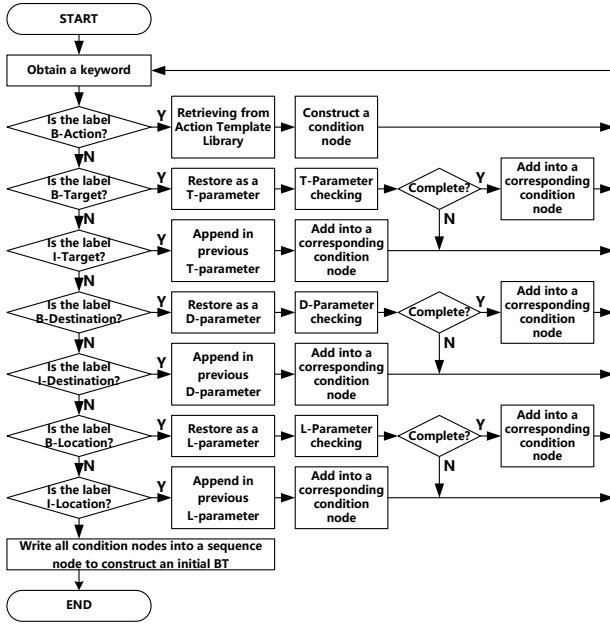 START
Obtain a keyword
Is the label
B-Action?
Y
Retrieving from
Action Template
Library
Construct a
condition
node
N
Is the label
B-Target?
Y
Restore as a
T-parameter
T-Parameter
checking
Complete?
Y
Add into a
corresponding
condition
node
N
N
Is the label
I-Target?
Y
Append in
previous
T-parameter
Add into a
corresponding
condition
node
N
Is the label
B-Destination?
Y
Restore as a
D-parameter
D-Parameter
checking
Complete?
Y
Add into a
corresponding
condition
node
N
N
Is the label
I-Destination?
Y
Append in
previous
D-parameter
Add into a
corresponding
condition
node
N
Is the label
B-Location?
Y
Restore as a
L-parameter
L-Parameter
checking
Complete?
Y
Add into a
corresponding
condition
node
N
N
Is the label
I-Location?
Y
Append in
previous
L-parameter
Add into a
corresponding
condition
node
Write all condition nodes into a sequence
node to construct an initial BT
END